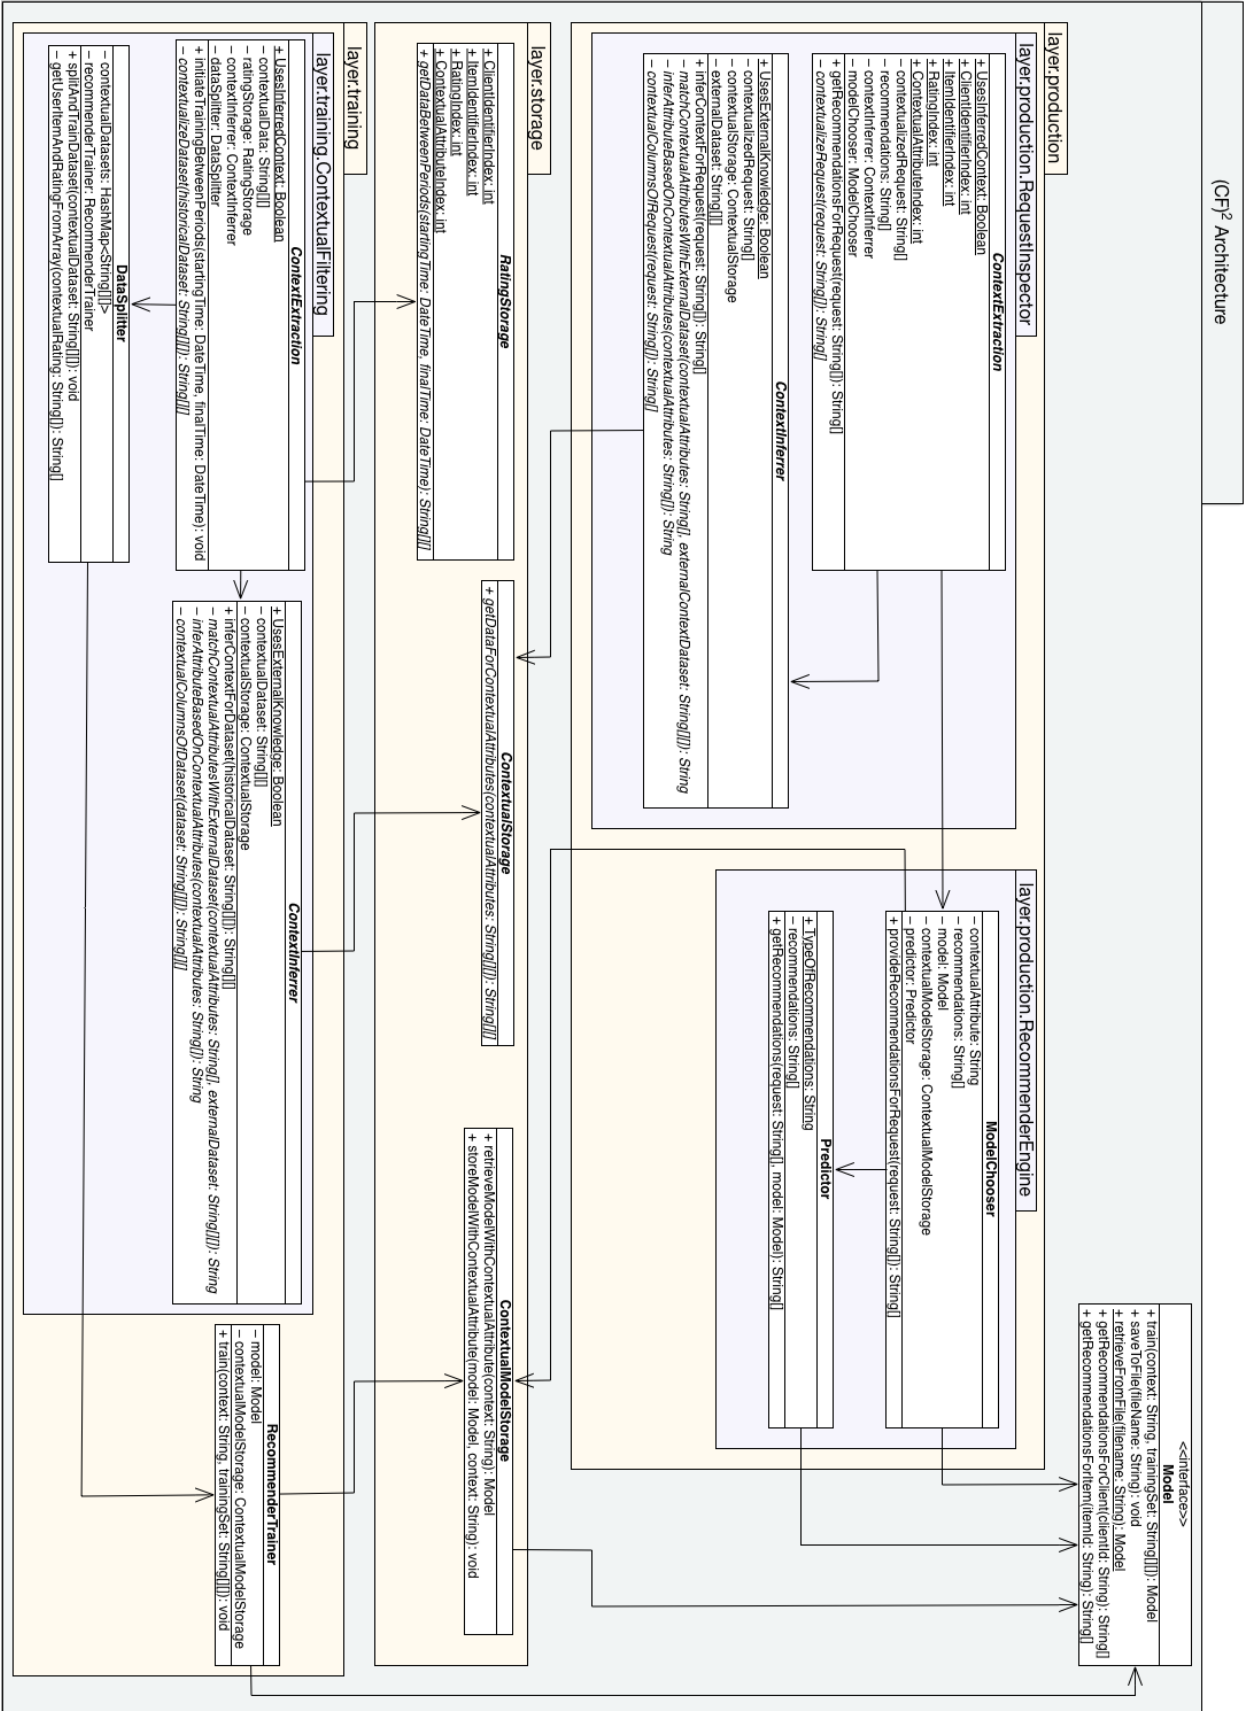 (CF)² Architecture
layer.production
layer.production.RequestInspector
ContextExtraction
+ UsesInferredContext: Boolean
+ ClientIdentifierIndex: int
+ ItemIdentifierIndex: int
+ RatingIndex: int
+ ContextualAttributeIndex: int
− contextualizedRequest: String[]
− recommendations: String[]
− contextInferrer: ContextInferrer
− modelChooser: ModelChooser
+ getRecommendationsForRequest(request: String[]): String[]
− contextualizeRequest(request: String[]): String[]
ContextInferrer
+ UsesExternalKnowledge: Boolean
− contextualizedRequest: String[]
− contextualStorage: ContextualStorage
− externalDataset: String[][]
+ inferContextForRequest(request: String[]): String[]
− matchContextualAttributesWithExternalDataset(contextualAttributes: String[], externalContextDataset: String[][]): String
− inferAttributeBasedOnContextualAttributes(contextualAttributes: String[]): String
− contextualColumnsOfRequest(request: String[]): String[]
layer.production.RecommenderEngine
ModelChooser
− contextualAttribute: String
− recommendations: String[]
− model: Model
− contextualModelStorage: ContextualModelStorage
− predictor: Predictor
+ provideRecommendationsForRequest(request: String[]): String[]
Predictor
+ TypeOfRecommendations: String
− recommendations: String[]
+ getRecommendations(request: String[], model: Model): String[]
<<interface>>
Model
+ train(context: String, trainingSet: String[][]): Model
+ saveToFile(fileName: String): void
+ retrieveFromFile(filename: String): Model
+ getRecommendationsForClient(clientId: String): String[]
+ getRecommendationsForItem(itemId: String): String[]
layer.storage
RatingStorage
+ ClientIdentifierIndex: int
+ ItemIdentifierIndex: int
+ RatingIndex: int
+ ContextualAttributeIndex: int
+ getDataBetweenPeriods(startingTime: DateTime, finalTime: DateTime): String[][]
ContextualStorage
+ getDataForContextualAttributes(contextualAttributes: String[][]): String[][]
ContextualModelStorage
+ retrieveModelWithContextualAttribute(context: String): Model
+ storeModelWithContextualAttribute(model: Model, context: String): void
layer.training
layer.training.ContextualFiltering
ContextExtraction
+ UsesInferredContext: Boolean
− contextualData: String[][]
− ratingStorage: RatingStorage
− contextInferrer: ContextInferrer
− dataSplitter: DataSplitter
+ initiateTrainingBetweenPeriods(startingTime: DateTime, finalTime: DateTime): void
− contextualizeDataset(historicalDataset: String[][]): String[][]
DataSplitter
− contextualDatasets: HashMap<String[][]>
− recommenderTrainer: RecommenderTrainer
+ splitAndTrainDataset(contextualDataset: String[][]): void
− getUserItemAndRatingFromArray(contextualRating: String[]): String[]
ContextInferrer
+ UsesExternalKnowledge: Boolean
− contextualDataset: String[][]
− contextualStorage: ContextualStorage
+ inferContextForDataset(historicalDataset: String[][]): String[][]
− matchContextualAttributesWithExternalDataset(contextualAttributes: String[], externalDataset: String[][]): String
− inferAttributeBasedOnContextualAttributes(contextualAttributes: String[]): String
− contextualColumnsOfDataset(dataset: String[][]): String[][]
RecommenderTrainer
− model: Model
− contextualModelStorage: ContextualModelStorage
+ train(context: String, trainingSet: String[][]): void